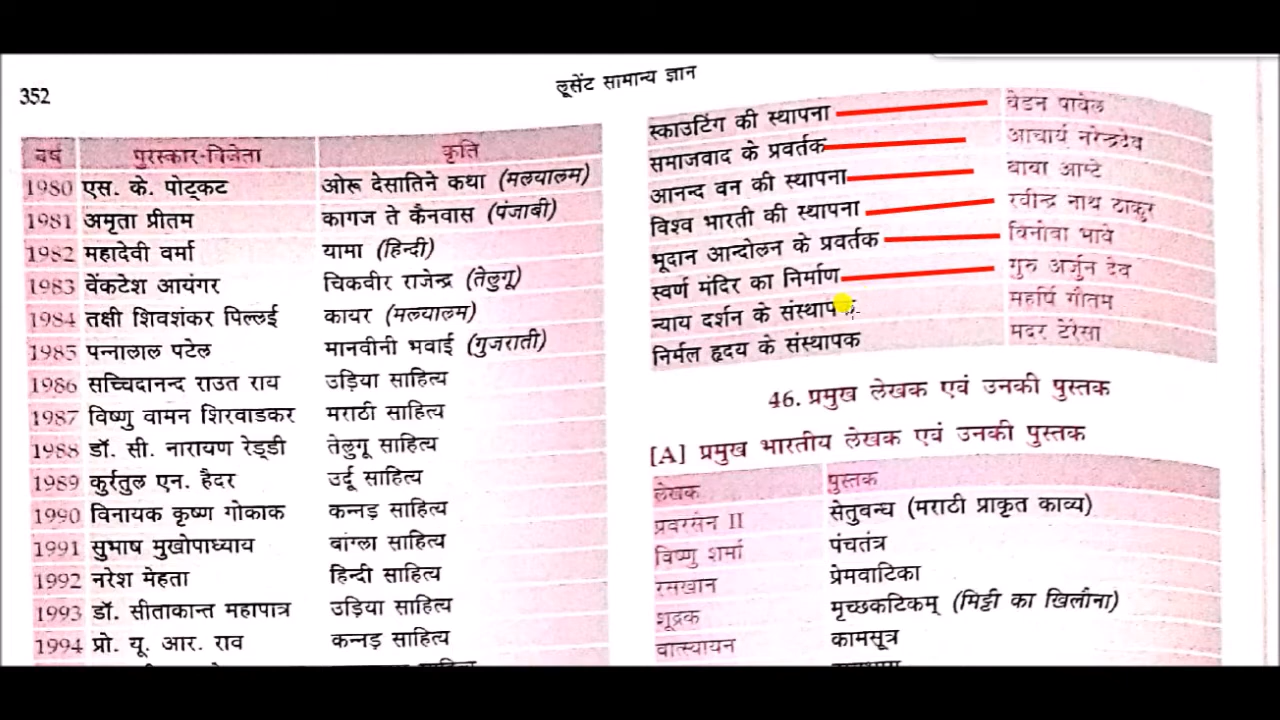 352
लूसेंट सामान्य ज्ञान
वर्ष पुरस्कार-विजेता कृति
1980 एस. के. पोट्कट ओरू देसातिने कथा (मलयालम)
1981 अमृता प्रीतम कागज ते कैनवास (पंजाबी)
1982 महादेवी वर्मा यामा (हिन्दी)
1983 वेंकटेश आयंगर चिकवीर राजेन्द्र (तेलुगू)
1984 तक्षी शिवशंकर पिल्लई कायर (मलयालम)
1985 पन्नालाल पटेल मानवीनी भवाई (गुजराती)
1986 सच्चिदानन्द राउत राय उड़िया साहित्य
1987 विष्णु वामन शिरवाडकर मराठी साहित्य
1988 डॉ. सी. नारायण रेड्डी तेलुगू साहित्य
1989 कुर्रतुल एन. हैदर उर्दू साहित्य
1990 विनायक कृष्ण गोकाक कन्नड़ साहित्य
1991 सुभाष मुखोपाध्याय बांग्ला साहित्य
1992 नरेश मेहता हिन्दी साहित्य
1993 डॉ. सीताकान्त महापात्र उड़िया साहित्य
1994 प्रो. यू. आर. राव कन्नड़ साहित्य
स्काउटिंग की स्थापना बेडन पावेल
समाजवाद के प्रवर्तक आचार्य नरेन्द्रदेव
आनन्द वन की स्थापना बाबा आम्टे
विश्व भारती की स्थापना रवीन्द्र नाथ ठाकुर
भूदान आन्दोलन के प्रवर्तक विनोवा भावे
स्वर्ण मंदिर का निर्माण गुरु अर्जुन देव
न्याय दर्शन के संस्थापक महर्षि गौतम
निर्मल हृदय के संस्थापक मदर टेरेसा
46. प्रमुख लेखक एवं उनकी पुस्तक
[A] प्रमुख भारतीय लेखक एवं उनकी पुस्तक
लेखक पुस्तक
प्रवरसेन II सेतुबन्ध (मराठी प्राकृत काव्य)
विष्णु शर्मा पंचतंत्र
रसखान प्रेमवाटिका
शूद्रक मृच्छकटिकम् (मिट्टी का खिलौना)
वात्स्यायन कामसूत्र